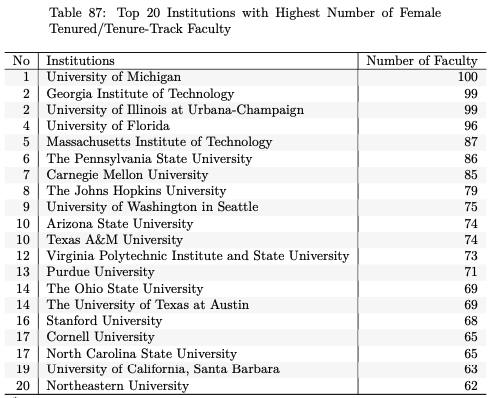 Table 87: Top 20 Institutions with Highest Number of Female
Tenured/Tenure-Track Faculty
No Institutions Number of Faculty
1 University of Michigan 100
2 Georgia Institute of Technology 99
2 University of Illinois at Urbana-Champaign 99
4 University of Florida 96
5 Massachusetts Institute of Technology 87
6 The Pennsylvania State University 86
7 Carnegie Mellon University 85
8 The Johns Hopkins University 79
9 University of Washington in Seattle 75
10 Arizona State University 74
10 Texas A&M University 74
12 Virginia Polytechnic Institute and State University 73
13 Purdue University 71
14 The Ohio State University 69
14 The University of Texas at Austin 69
16 Stanford University 68
17 Cornell University 65
17 North Carolina State University 65
19 University of California, Santa Barbara 63
20 Northeastern University 62